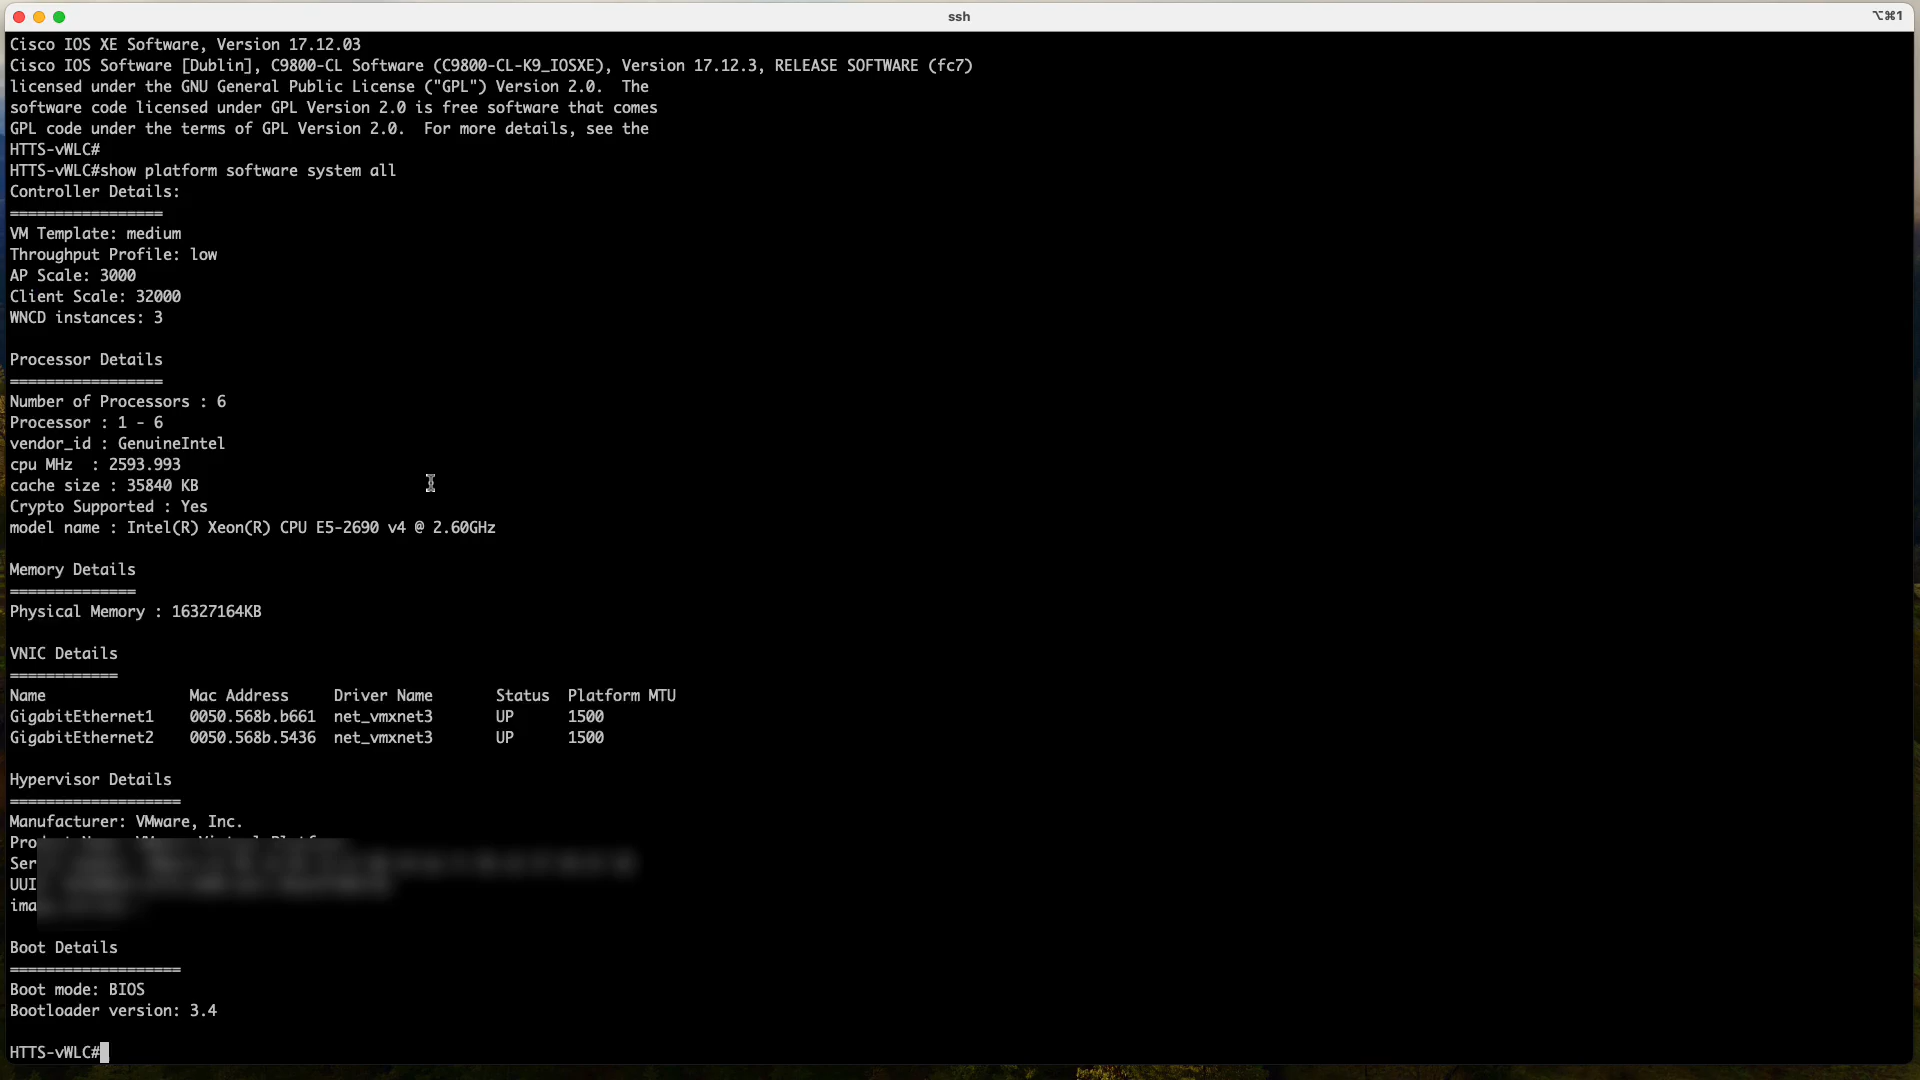 ssh
⌥⌘1
Cisco IOS XE Software, Version 17.12.03
Cisco IOS Software [Dublin], C9800-CL Software (C9800-CL-K9_IOSXE), Version 17.12.3, RELEASE SOFTWARE (fc7)
licensed under the GNU General Public License ("GPL") Version 2.0.  The
software code licensed under GPL Version 2.0 is free software that comes
GPL code under the terms of GPL Version 2.0.  For more details, see the
HTTS-vWLC#
HTTS-vWLC#show platform software system all
Controller Details:
=================
VM Template: medium
Throughput Profile: low
AP Scale: 3000
Client Scale: 32000
WNCD instances: 3
Processor Details
=================
Number of Processors : 6
Processor : 1 - 6
vendor_id : GenuineIntel
cpu MHz  : 2593.993
cache size : 35840 KB
Crypto Supported : Yes
model name : Intel(R) Xeon(R) CPU E5-2690 v4 @ 2.60GHz
Memory Details
==============
Physical Memory : 16327164KB
VNIC Details
============
Name                Mac Address     Driver Name       Status  Platform MTU
GigabitEthernet1    0050.568b.b661  net_vmxnet3       UP      1500
GigabitEthernet2    0050.568b.5436  net_vmxnet3       UP      1500
Hypervisor Details
===================
Manufacturer: VMware, Inc.
Pro
Ser
UUI
ima
Boot Details
===================
Boot mode: BIOS
Bootloader version: 3.4
HTTS-vWLC#